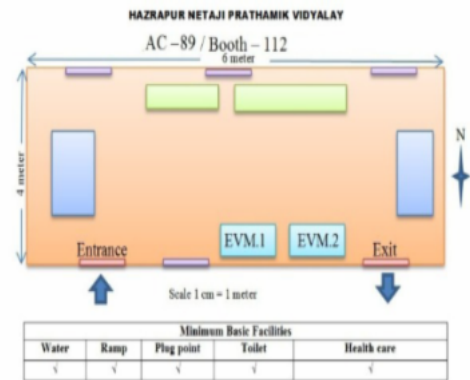 HAZRAPUR NETAJI PRATHAMIK VIDYALAY
AC –89 / Booth – 112
6 meter
4 meter
N
EVM.1 EVM.2
Entrance Exit
Scale 1 cm = 1 meter
Minimum Basic Facilities
Water Ramp Plug point Toilet Health care
√ √ √ √ √